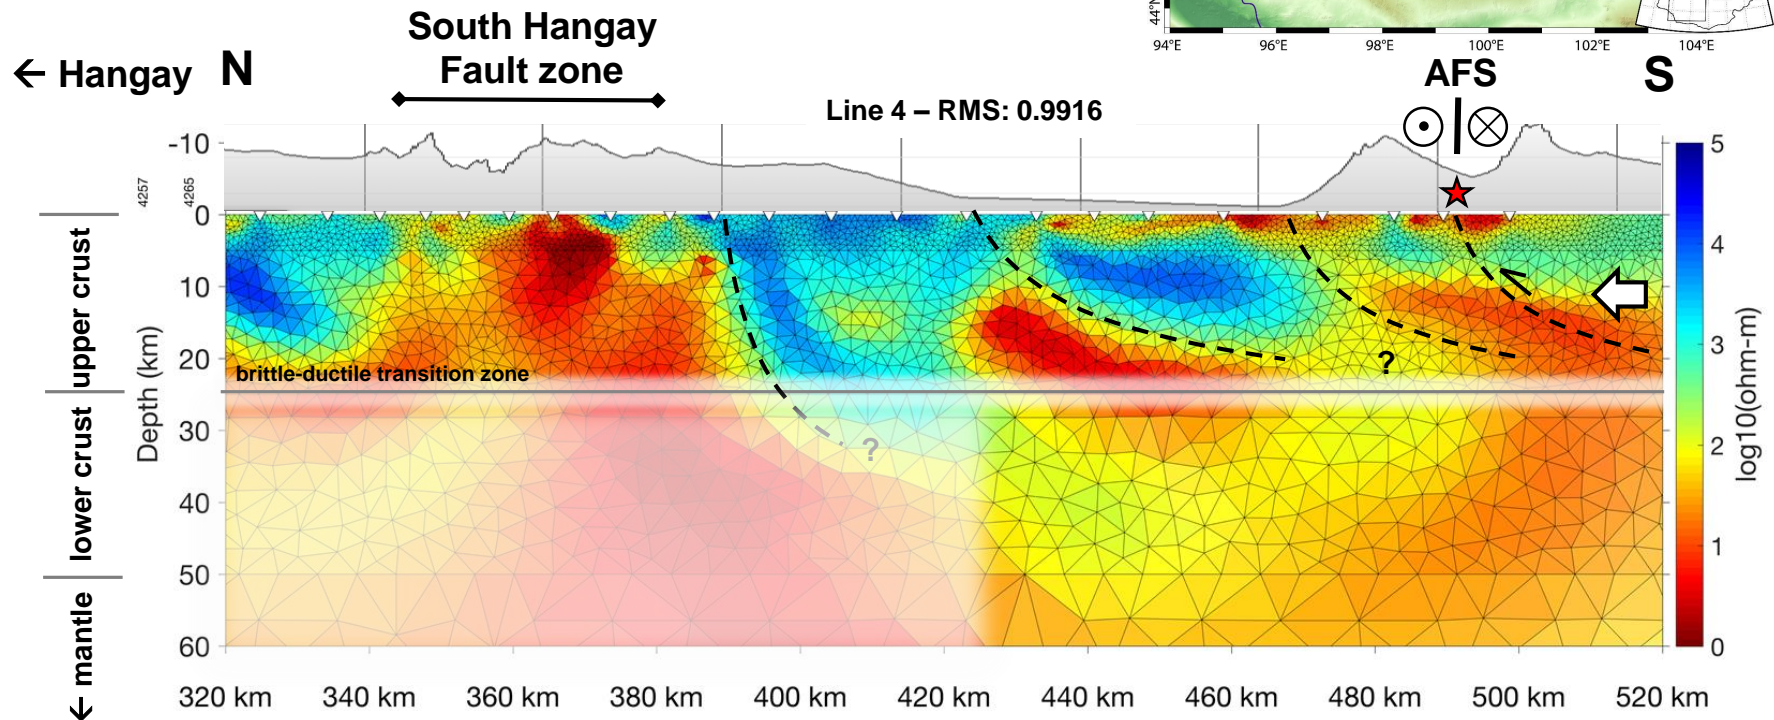 44°N
94°E 96°E 98°E 100°E 102°E 104°E
South Hangay
Fault zone
← Hangay
N
AFS
S
Line 4 – RMS: 0.9916
-10
4257
4265
0
10
20
30
40
50
60
Depth (km)
upper crust
lower crust
← mantle
brittle-ductile transition zone
?
?
320 km 340 km 360 km 380 km 400 km 420 km 440 km 460 km 480 km 500 km 520 km
5
4
3
2
1
0
log10(ohm-m)